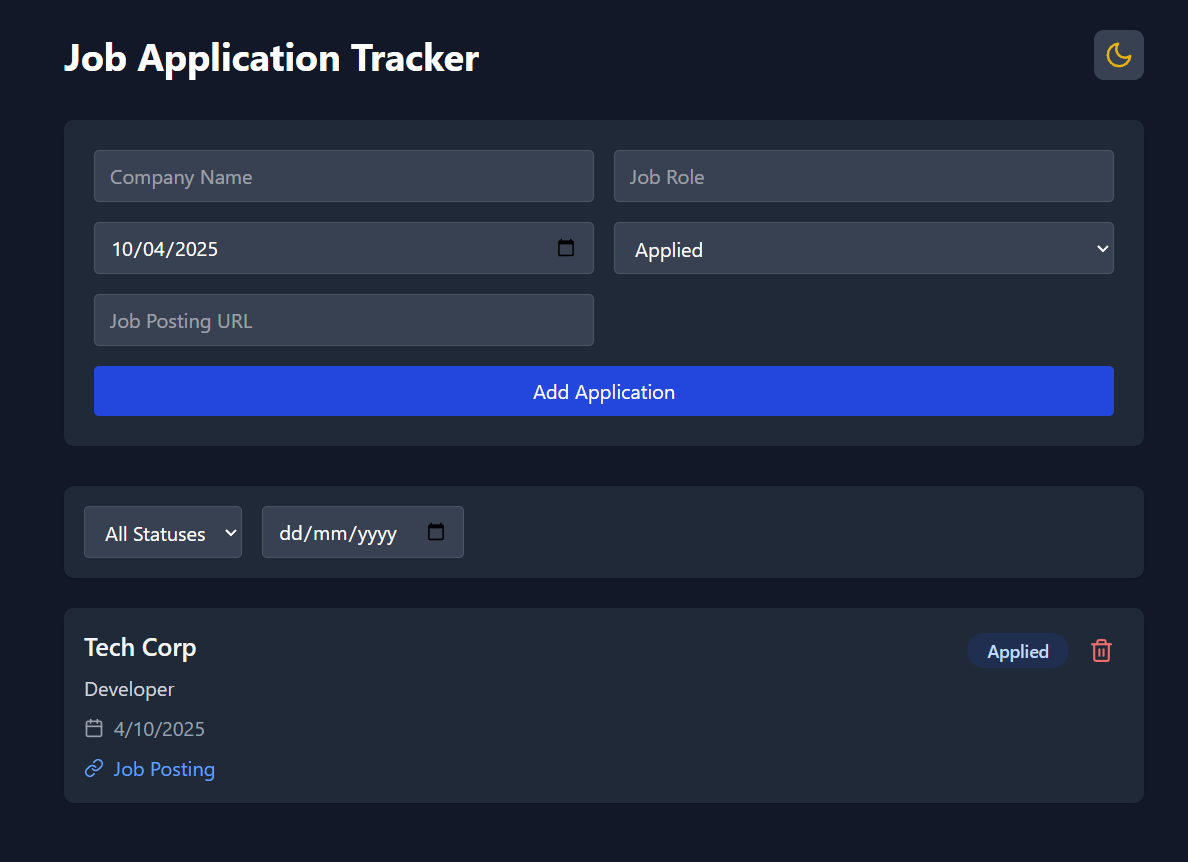 Job Application Tracker
Company Name
Job Role
10/04/2025
Applied
Job Posting URL
Add Application
All Statuses
dd/mm/yyyy
Tech Corp
Applied
Developer
4/10/2025
Job Posting